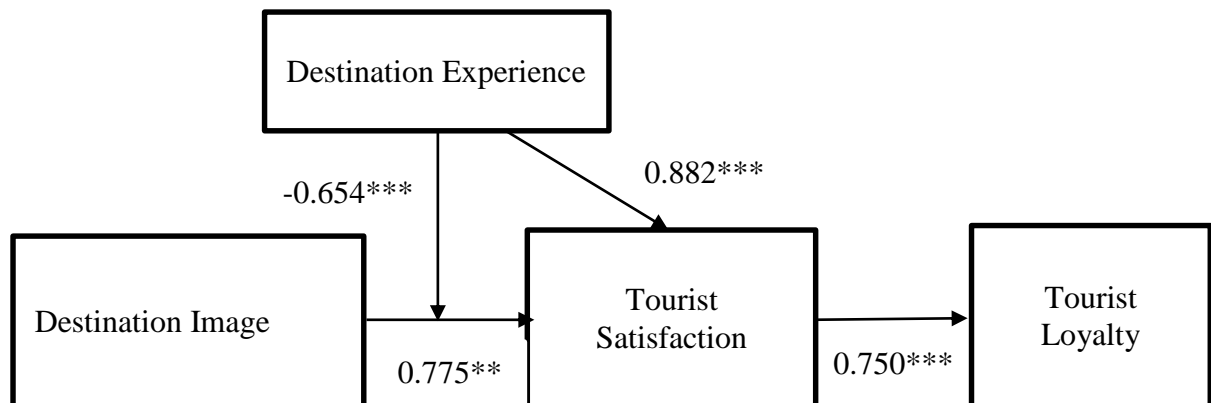 Destination Experience
-0.654***
0.882***
Destination Image
Tourist
Satisfaction
Tourist
Loyalty
0.775**
0.750***